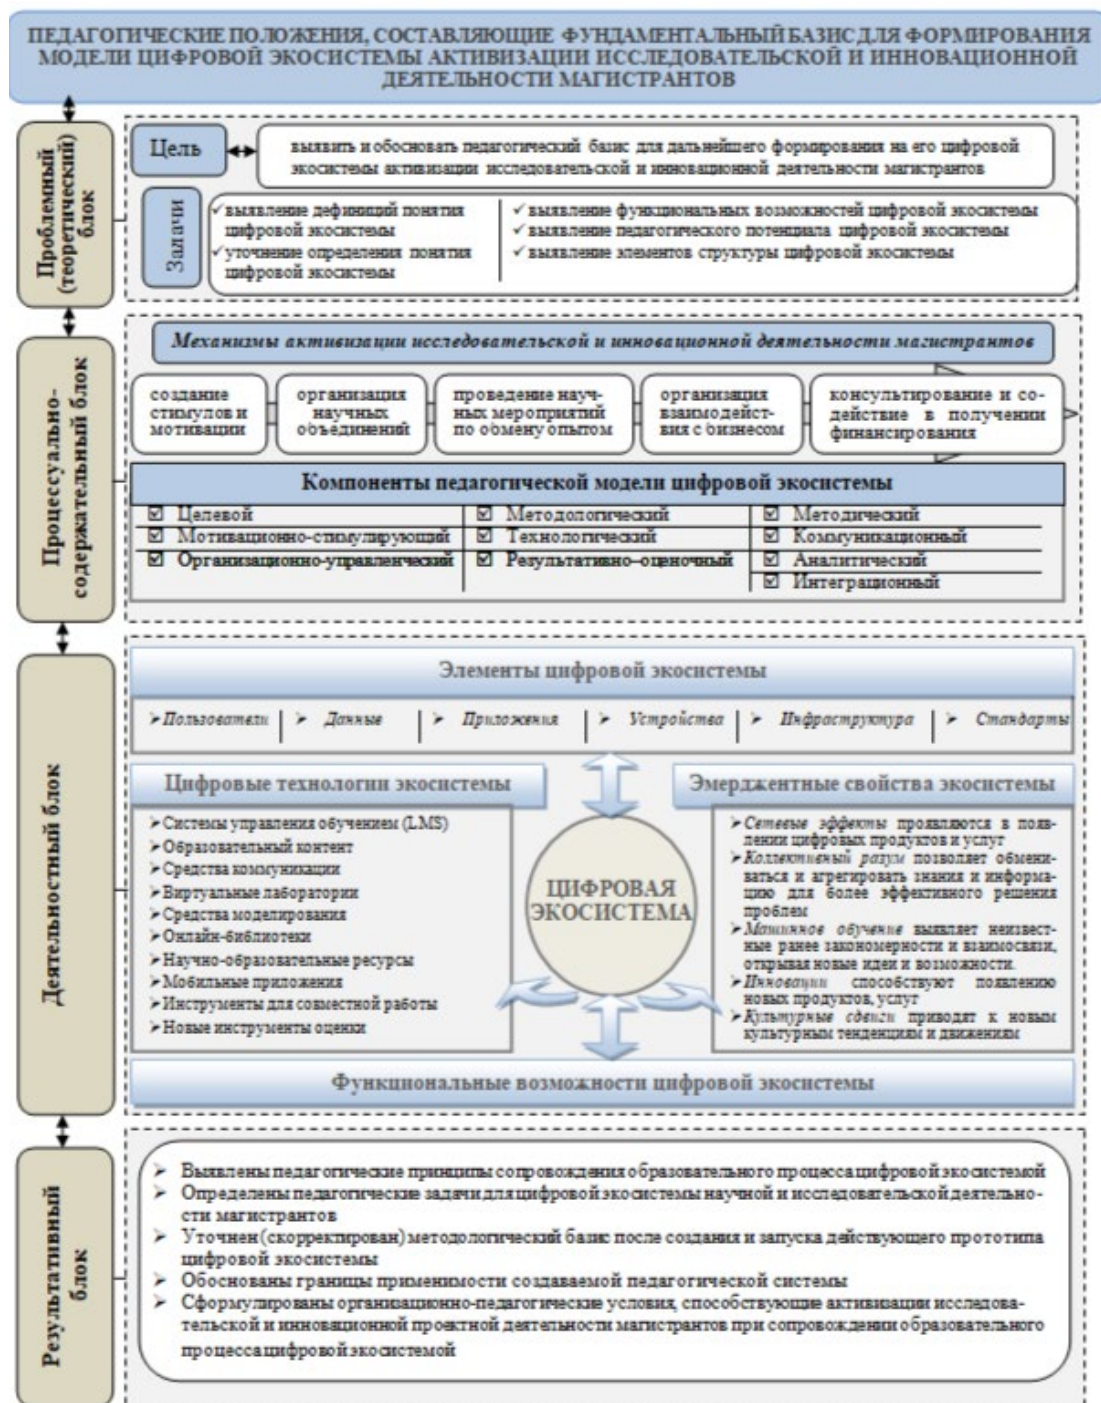 ПЕДАГОГИЧЕСКИЕ ПОЛОЖЕНИЯ, СОСТАВЛЯЮЩИЕ ФУНДАМЕНТАЛЬНЫЙ БАЗИС ДЛЯ ФОРМИРОВАНИЯ
МОДЕЛИ ЦИФРОВОЙ ЭКОСИСТЕМЫ АКТИВИЗАЦИИ ИССЛЕДОВАТЕЛЬСКОЙ И ИННОВАЦИОННОЙ
ДЕЯТЕЛЬНОСТИ МАГИСТРАНТОВ
Проблемный
(теоретический)
блок
Цель
выявить и обосновать педагогический базис для дальнейшего формирования на его цифровой
экосистемы активизации исследовательской и инновационной деятельности магистрантов
Залачи
✓выявление дефиниций понятия
цифровой экосистемы
✓уточнение определения понятия
цифровой экосистемы
✓выявление функциональных возможностей цифровой экосистемы
✓выявление педагогического потенциала цифровой экосистемы
✓выявление элементов структуры цифровой экосистемы
Процессуально-
содержательный блок
Механизмы активизации исследовательской и инновационной деятельности магистрантов
создание
стимулов и
мотивации
организация
научных
объединений
проведение науч-
ных мероприятий
по обмену опытом
организация
взаимодейст-
вия с бизнесом
консультирование и со-
действие в получении
финансирования
Компоненты педагогической модели цифровой экосистемы
☑ Целевой
☑ Мотивационно-стимулирующий
☑ Организационно-управленческий
☑ Методологический
☑ Технологический
☑ Результативно–оценочный
☑ Методический
☑ Коммуникационный
☑ Аналитический
☑ Интеграционный
Деятельностный блок
Элементы цифровой экосистемы
➢ Пользователи
➢ Данные
➢ Приложения
➢ Устройства
➢ Инфраструктура
➢ Стандарты
Цифровые технологии экосистемы
➢ Системы управления обучением (LMS)
➢ Образовательный контент
➢ Средства коммуникации
➢ Виртуальные лаборатории
➢ Средства моделирования
➢ Онлайн-библиотеки
➢ Научно-образовательные ресурсы
➢ Мобильные приложения
➢ Инструменты для совместной работы
➢ Новые инструменты оценки
ЦИФРОВАЯ
ЭКОСИСТЕМА
Эмерджентные свойства экосистемы
➢ Сетевые эффекты проявляются в появ-
лении цифровых продуктов и услуг
➢ Коллективный разум позволяет обмени-
ваться и агрегировать знания и информа-
цию для более эффективного решения
проблем
➢ Машинное обучение выявляет неизвест-
ные ранее закономерности и взаимосвязи,
открывая новые идеи и возможности.
➢ Инновации способствуют появлению
новых продуктов, услуг
➢ Культурные сдвиги приводят к новым
культурным тенденциям и движениям
Функциональные возможности цифровой экосистемы
Результативный
блок
➢ Выявлены педагогические принципы сопровождения образовательного процесса цифровой экосистемой
➢ Определены педагогические задачи для цифровой экосистемы научной и исследовательской деятельно-
сти магистрантов
➢ Уточнен (скорректирован) методологический базис после создания и запуска действующего прототипа
цифровой экосистемы
➢ Обоснованы границы применимости создаваемой педагогической системы
➢ Сформулированы организационно-педагогические условия, способствующие активизации исследова-
тельской и инновационной проектной деятельности магистрантов при сопровождении образовательного
процесса цифровой экосистемой